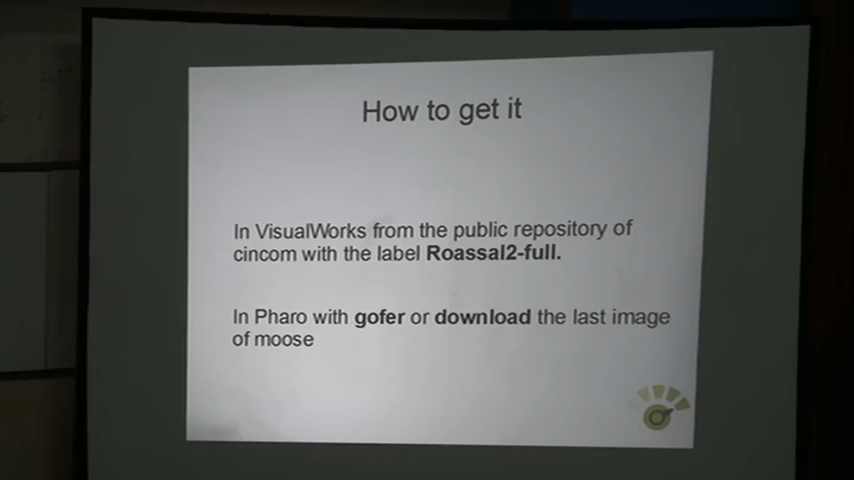 How to get it
In VisualWorks from the public repository of
cincom with the label Roassal2-full.
In Pharo with gofer or download the last image
of moose